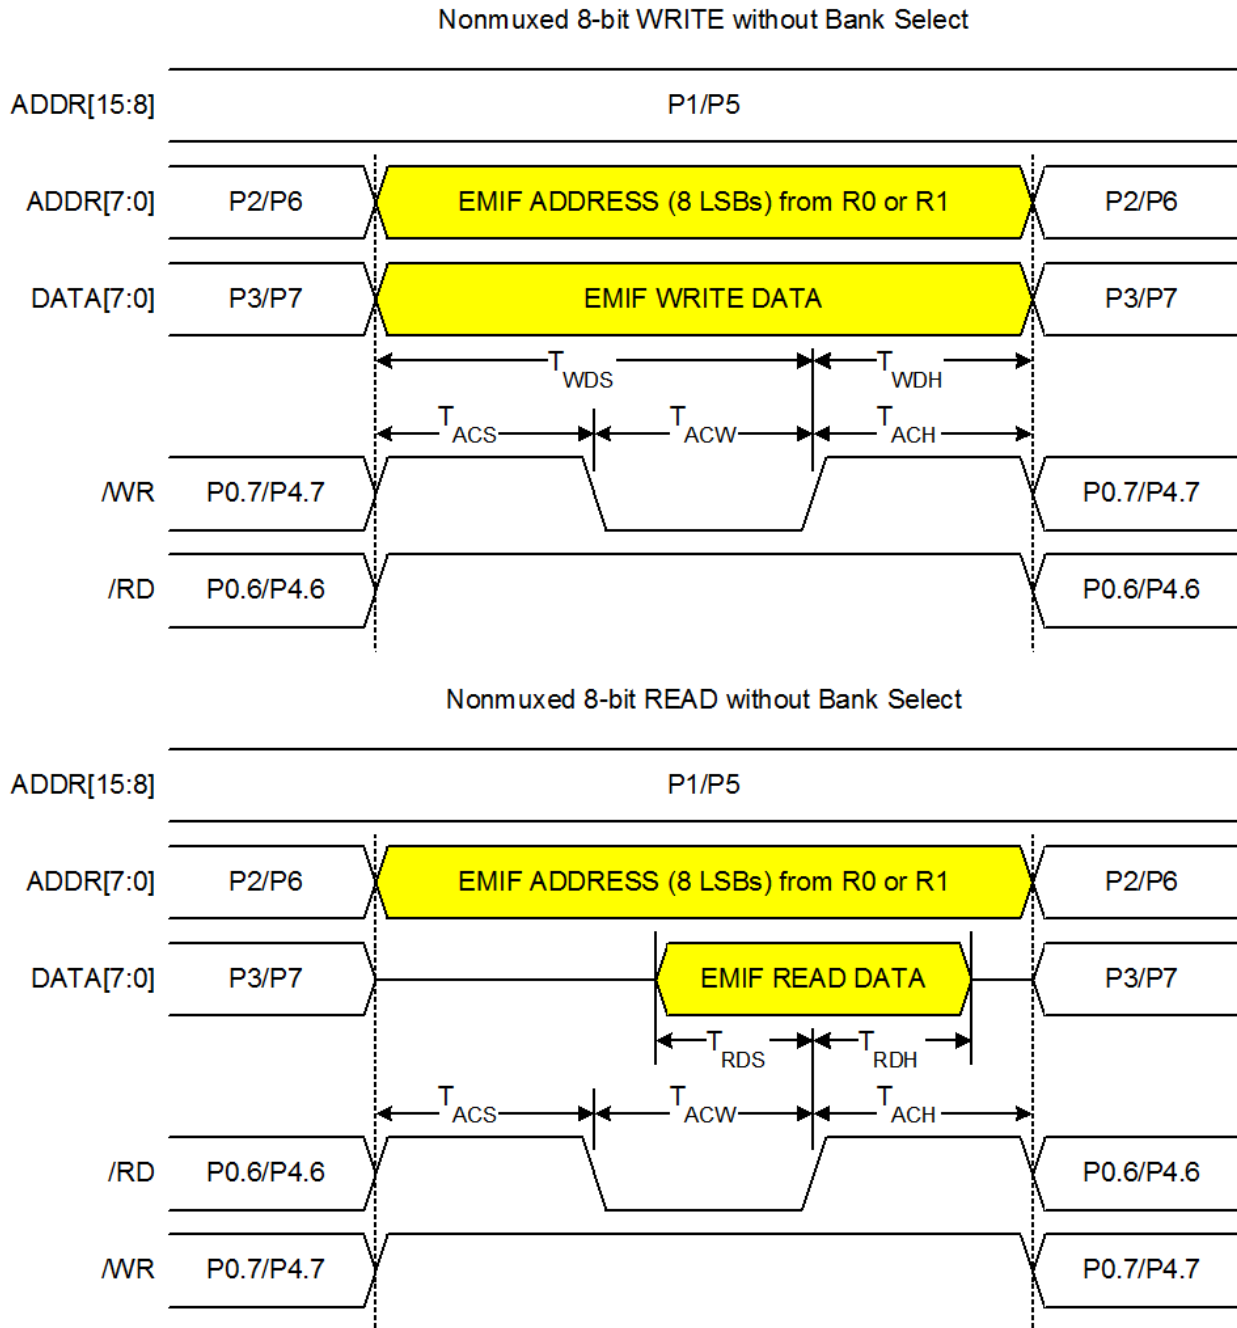 Nonmuxed 8-bit WRITE without Bank Select
ADDR[15:8] P1/P5
ADDR[7:0] P2/P6 EMIF ADDRESS (8 LSBs) from R0 or R1 P2/P6
DATA[7:0] P3/P7 EMIF WRITE DATA P3/P7
TWDS TWDH
TACS TACW TACH
/WR P0.7/P4.7 P0.7/P4.7
/RD P0.6/P4.6 P0.6/P4.6
Nonmuxed 8-bit READ without Bank Select
ADDR[15:8] P1/P5
ADDR[7:0] P2/P6 EMIF ADDRESS (8 LSBs) from R0 or R1 P2/P6
DATA[7:0] P3/P7 EMIF READ DATA P3/P7
TRDS TRDH
TACS TACW TACH
/RD P0.6/P4.6 P0.6/P4.6
/WR P0.7/P4.7 P0.7/P4.7